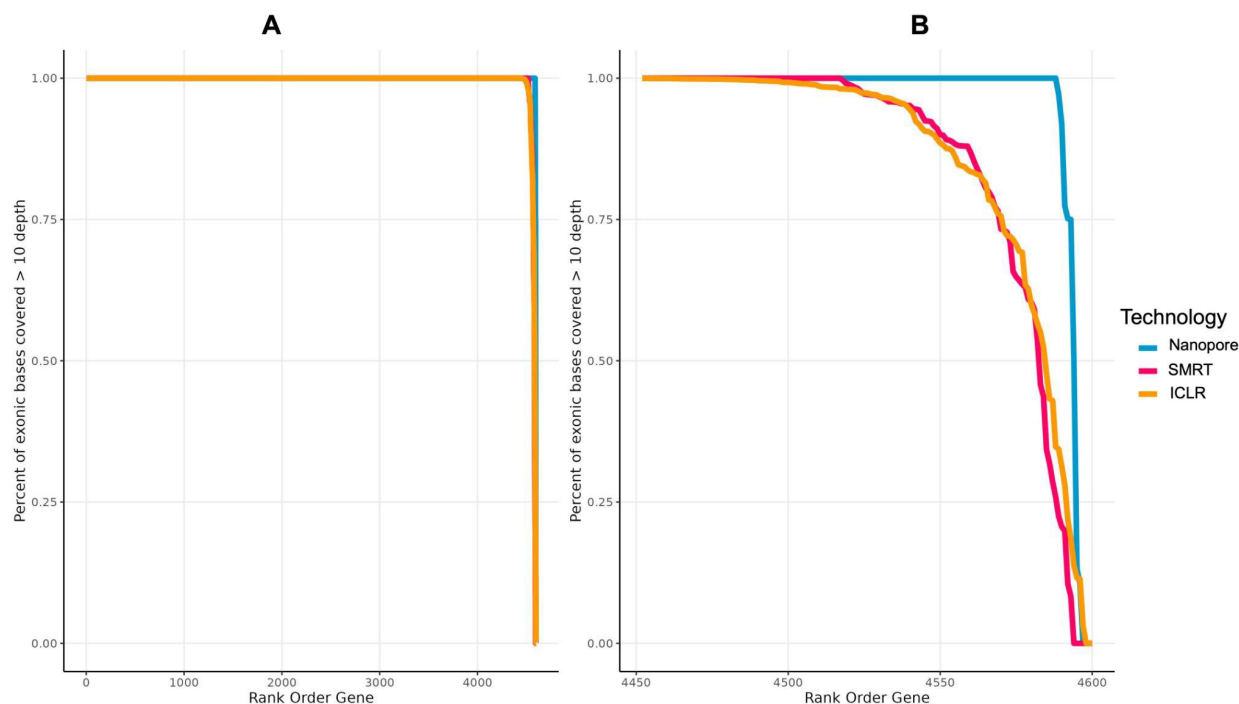 A
Percent of exonic bases covered > 10 depth
1.00
0.75
0.50
0.25
0.00
0
1000
2000
3000
4000
Rank Order Gene
B
Percent of exonic bases covered > 10 depth
1.00
0.75
0.50
0.25
0.00
4450
4500
4550
4600
Rank Order Gene
Technology
Nanopore
SMRT
ICLR